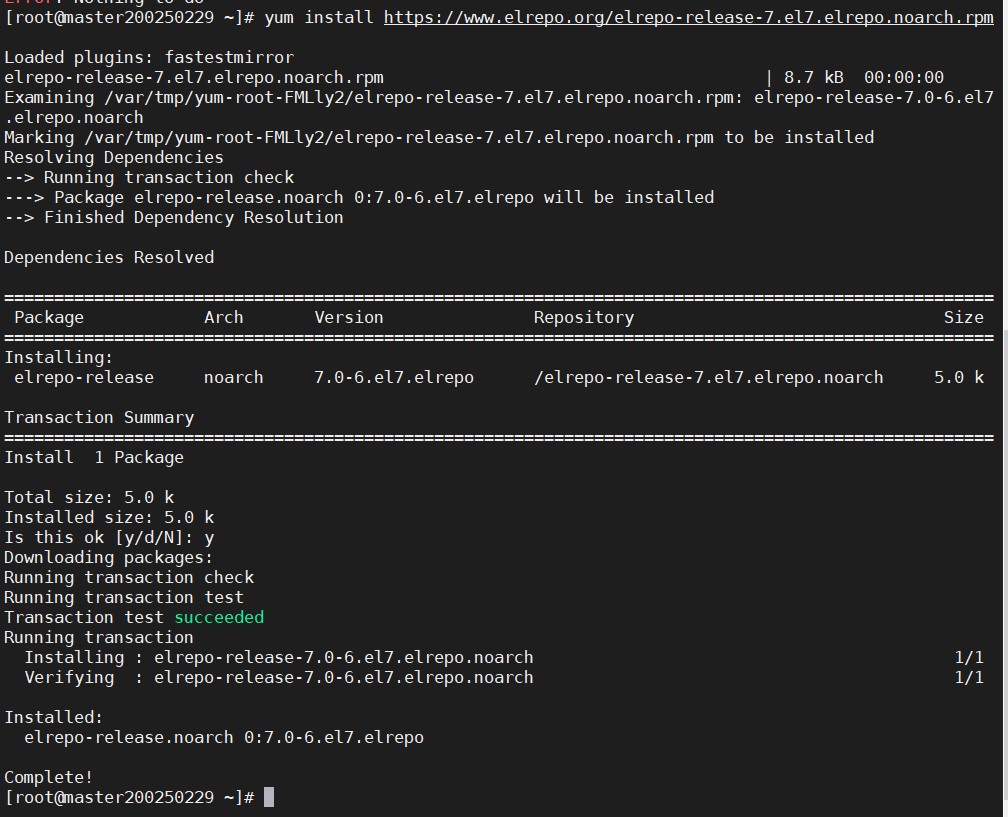 Error: Nothing to do
[root@master200250229 ~]# yum install https://www.elrepo.org/elrepo-release-7.el7.elrepo.noarch.rpm
Loaded plugins: fastestmirror
elrepo-release-7.el7.elrepo.noarch.rpm | 8.7 kB 00:00:00
Examining /var/tmp/yum-root-FMLly2/elrepo-release-7.el7.elrepo.noarch.rpm: elrepo-release-7.0-6.el7
.elrepo.noarch
Marking /var/tmp/yum-root-FMLly2/elrepo-release-7.el7.elrepo.noarch.rpm to be installed
Resolving Dependencies
--> Running transaction check
---> Package elrepo-release.noarch 0:7.0-6.el7.elrepo will be installed
--> Finished Dependency Resolution
Dependencies Resolved
===================================================================================================
Package Arch Version Repository Size
===================================================================================================
Installing:
elrepo-release noarch 7.0-6.el7.elrepo /elrepo-release-7.el7.elrepo.noarch 5.0 k
Transaction Summary
===================================================================================================
Install 1 Package
Total size: 5.0 k
Installed size: 5.0 k
Is this ok [y/d/N]: y
Downloading packages:
Running transaction check
Running transaction test
Transaction test succeeded
Running transaction
Installing : elrepo-release-7.0-6.el7.elrepo.noarch 1/1
Verifying : elrepo-release-7.0-6.el7.elrepo.noarch 1/1
Installed:
elrepo-release.noarch 0:7.0-6.el7.elrepo
Complete!
[root@master200250229 ~]#